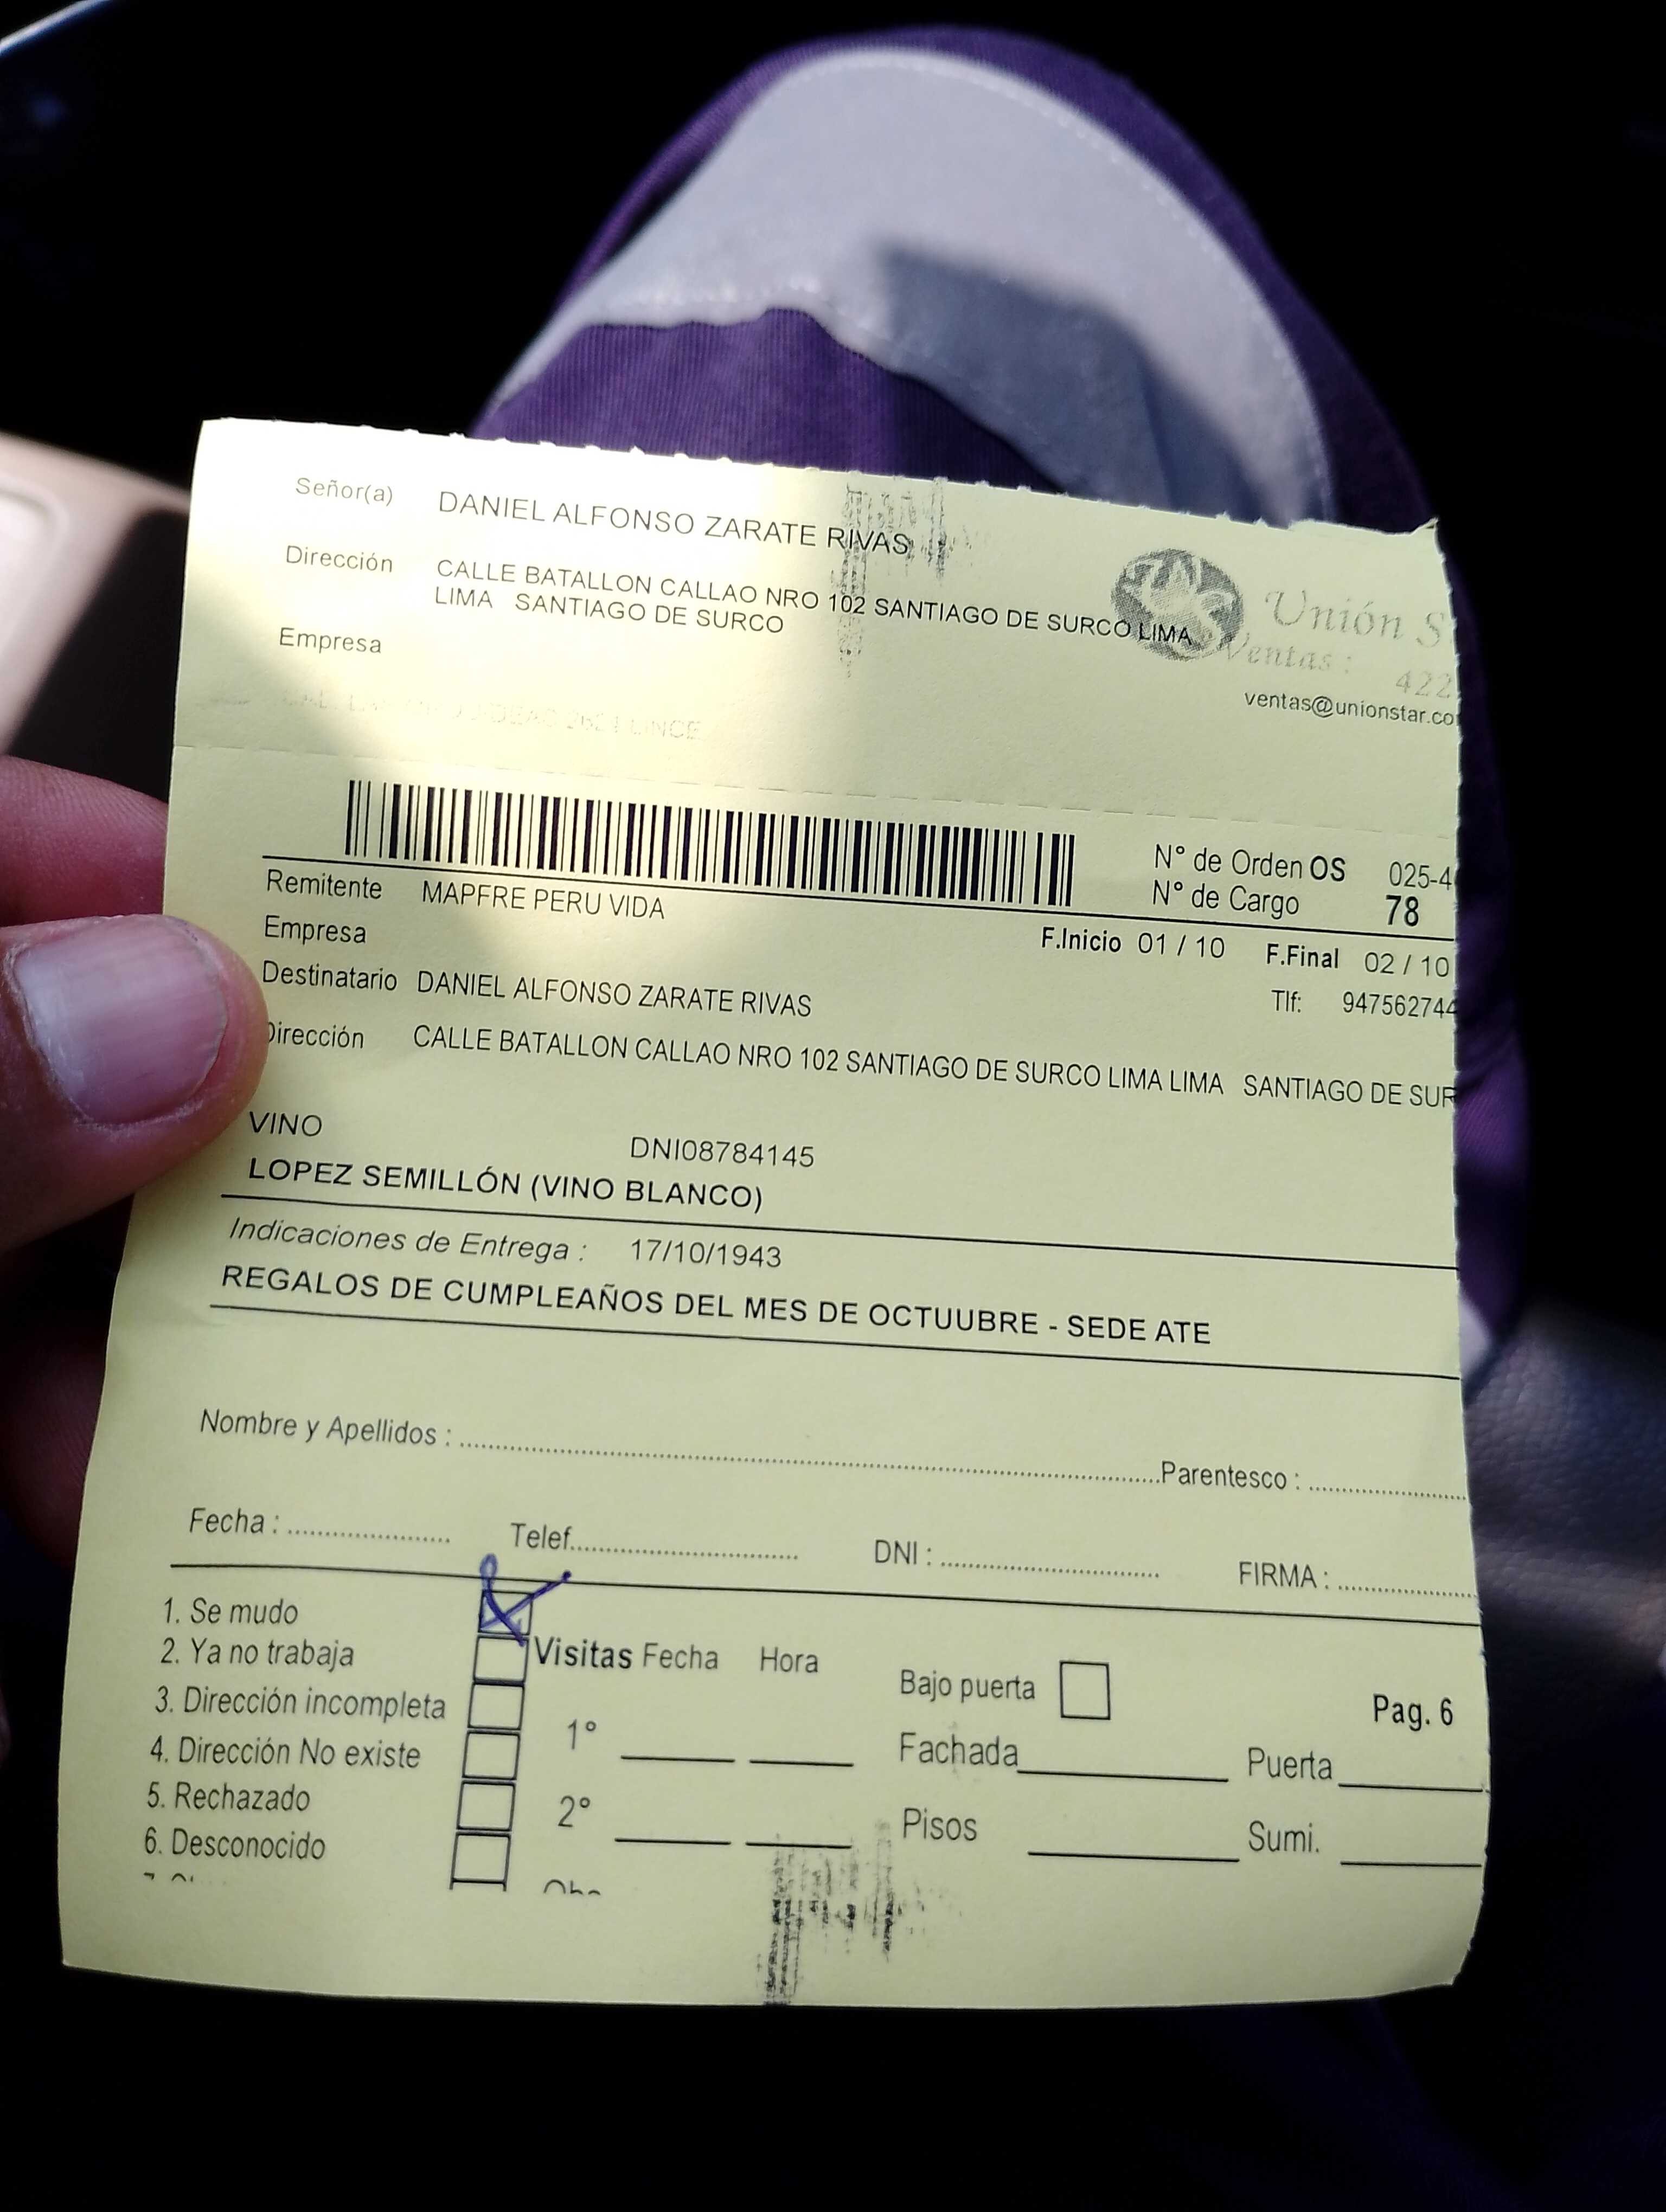 Señor(a) DANIEL ALFONSO ZARATE RIVAS
Dirección CALLE BATALLON CALLAO NRO 102 SANTIAGO DE SURCO LIMA
LIMA SANTIAGO DE SURCO
Empresa
Unión S
Ventas : 422
ventas@unionstar.co
LINCE
N° de Orden OS 025-4
N° de Cargo 78
Remitente MAPFRE PERU VIDA
Empresa
F.Inicio 01 / 10 F.Final 02 / 10
Destinatario DANIEL ALFONSO ZARATE RIVAS
Tlf: 947562744
Dirección CALLE BATALLON CALLAO NRO 102 SANTIAGO DE SURCO LIMA LIMA SANTIAGO DE SUR
VINO
DNI08784145
LOPEZ SEMILLÓN (VINO BLANCO)
Indicaciones de Entrega : 17/10/1943
REGALOS DE CUMPLEAÑOS DEL MES DE OCTUUBRE - SEDE ATE
Nombre y Apellidos : Parentesco :
Fecha : Telef. DNI : FIRMA :
1. Se mudo
2. Ya no trabaja
3. Dirección incompleta
4. Dirección No existe
5. Rechazado
6. Desconocido
Visitas Fecha Hora
1°
2°
Bajo puerta
Pag. 6
Fachada Puerta
Pisos Sumi.